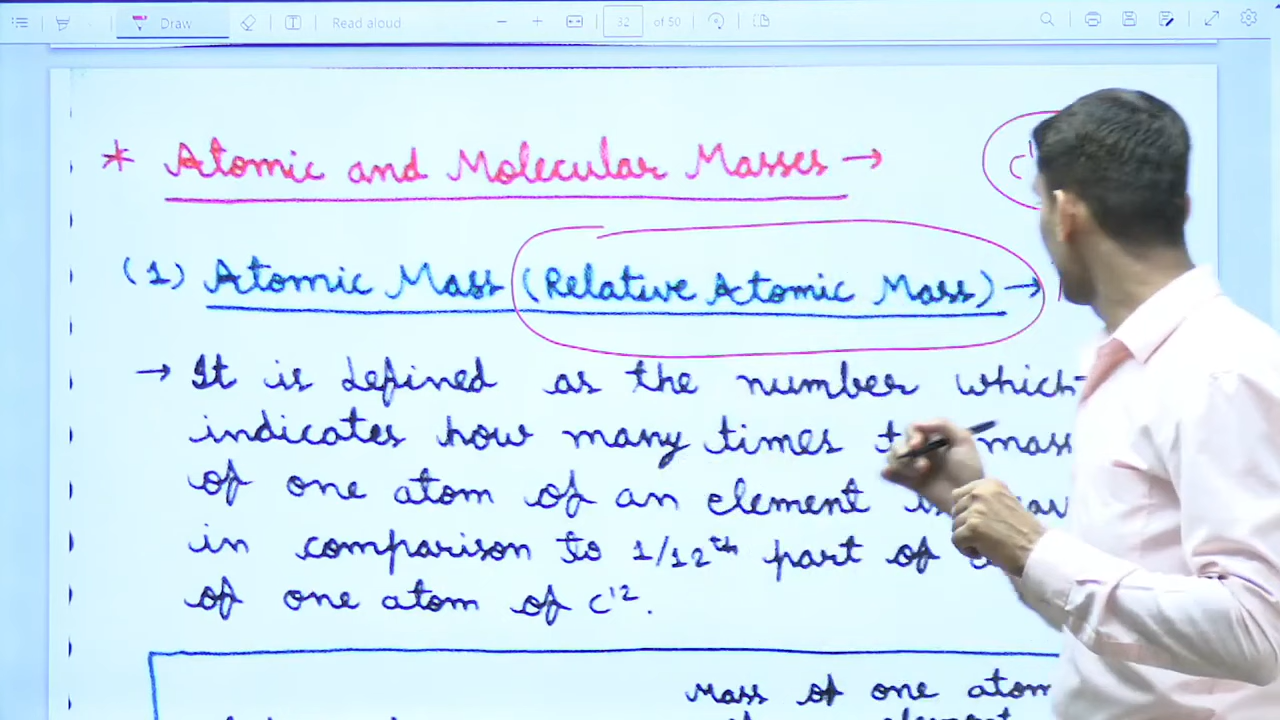 Draw
Read aloud
32 of 50
* Atomic and Molecular Masses →
(1) Atomic Mass (Relative Atomic Mass) →
→ It is defined as the number which
indicates how many times mass
of one atom of an element
in comparison to 1/12th part of
of one atom of C12.
Mass of one atom
element